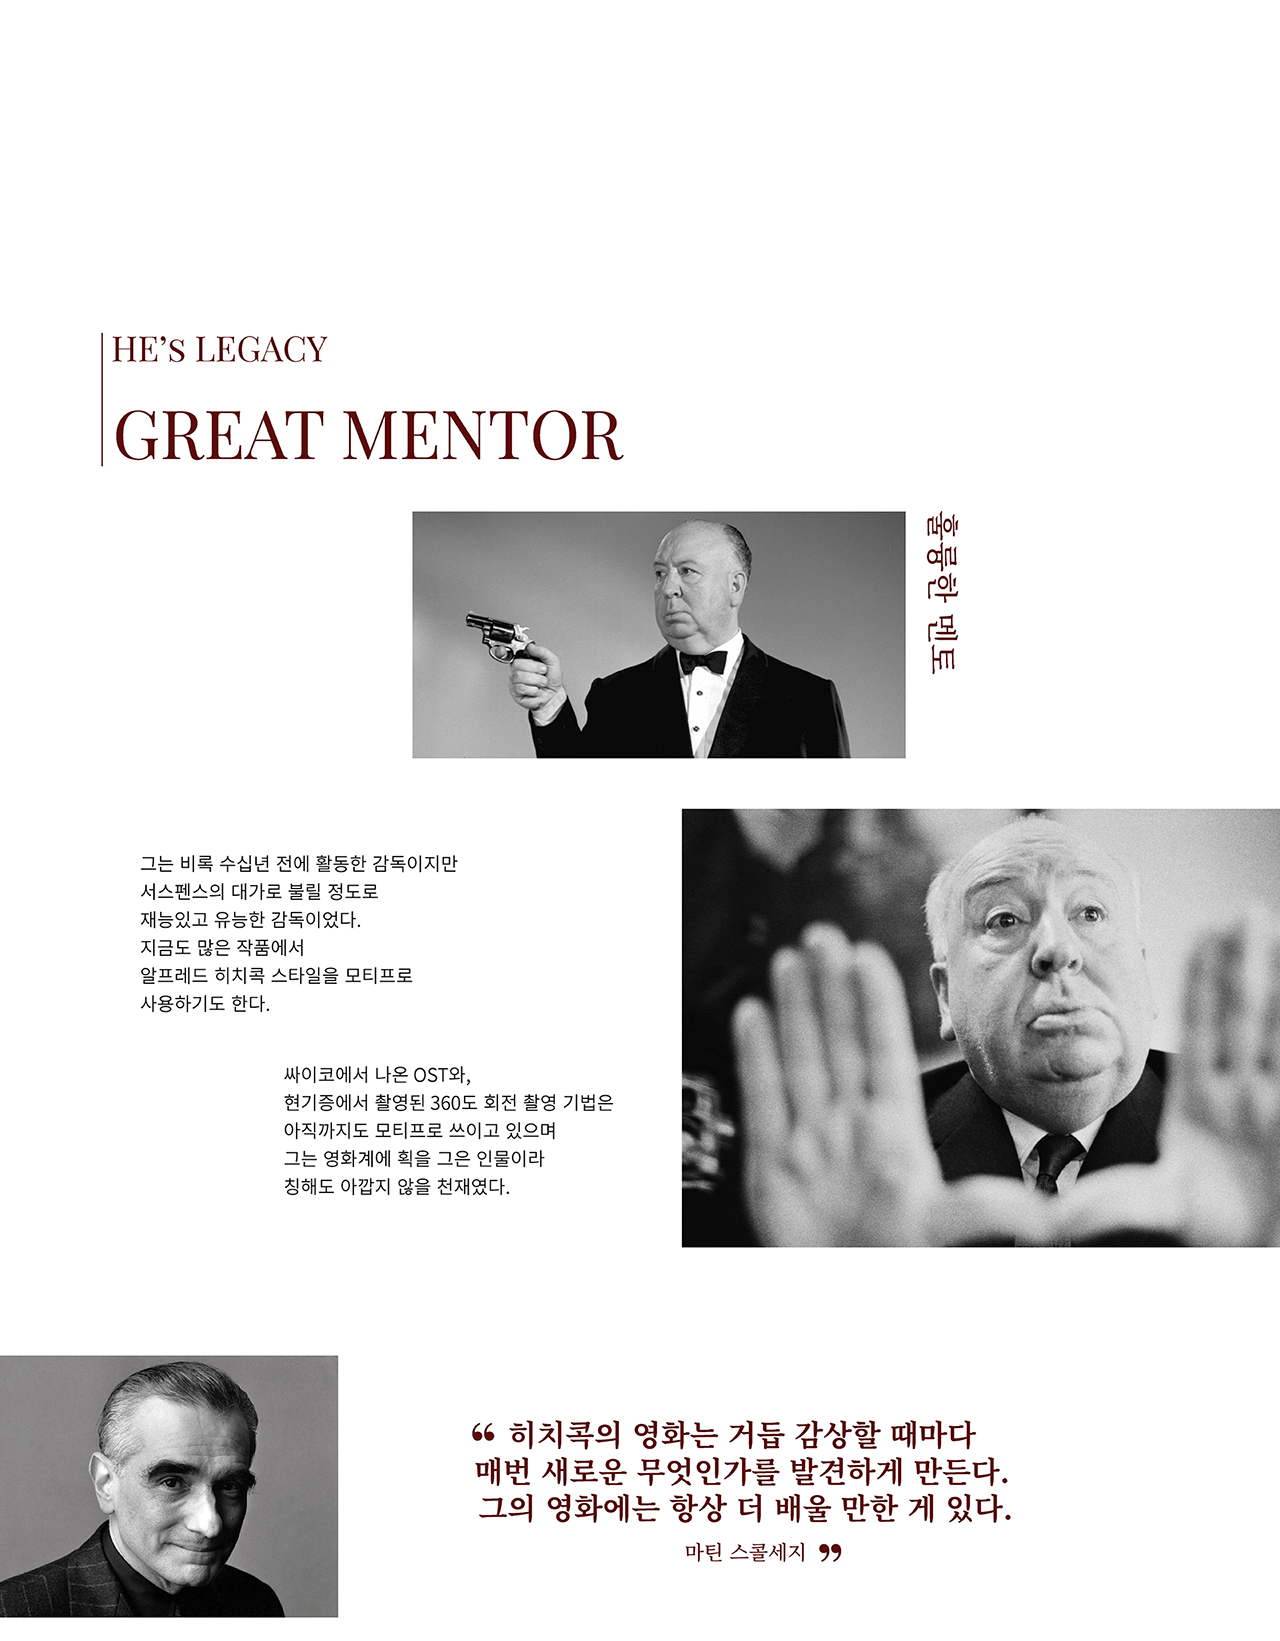 HE’s LEGACY
GREAT MENTOR
훌륭한 멘토
그는 비록 수십년 전에 활동한 감독이지만
서스펜스의 대가로 불릴 정도로
재능있고 유능한 감독이었다.
지금도 많은 작품에서
알프레드 히치콕 스타일을 모티프로
사용하기도 한다.
싸이코에서 나온 OST와,
현기증에서 촬영된 360도 회전 촬영 기법은
아직까지도 모티프로 쓰이고 있으며
그는 영화계에 획을 그은 인물이라
칭해도 아깝지 않을 천재였다.
“ 히치콕의 영화는 거듭 감상할 때마다
매번 새로운 무엇인가를 발견하게 만든다.
그의 영화에는 항상 더 배울 만한 게 있다.
마틴 스콜세지 ”